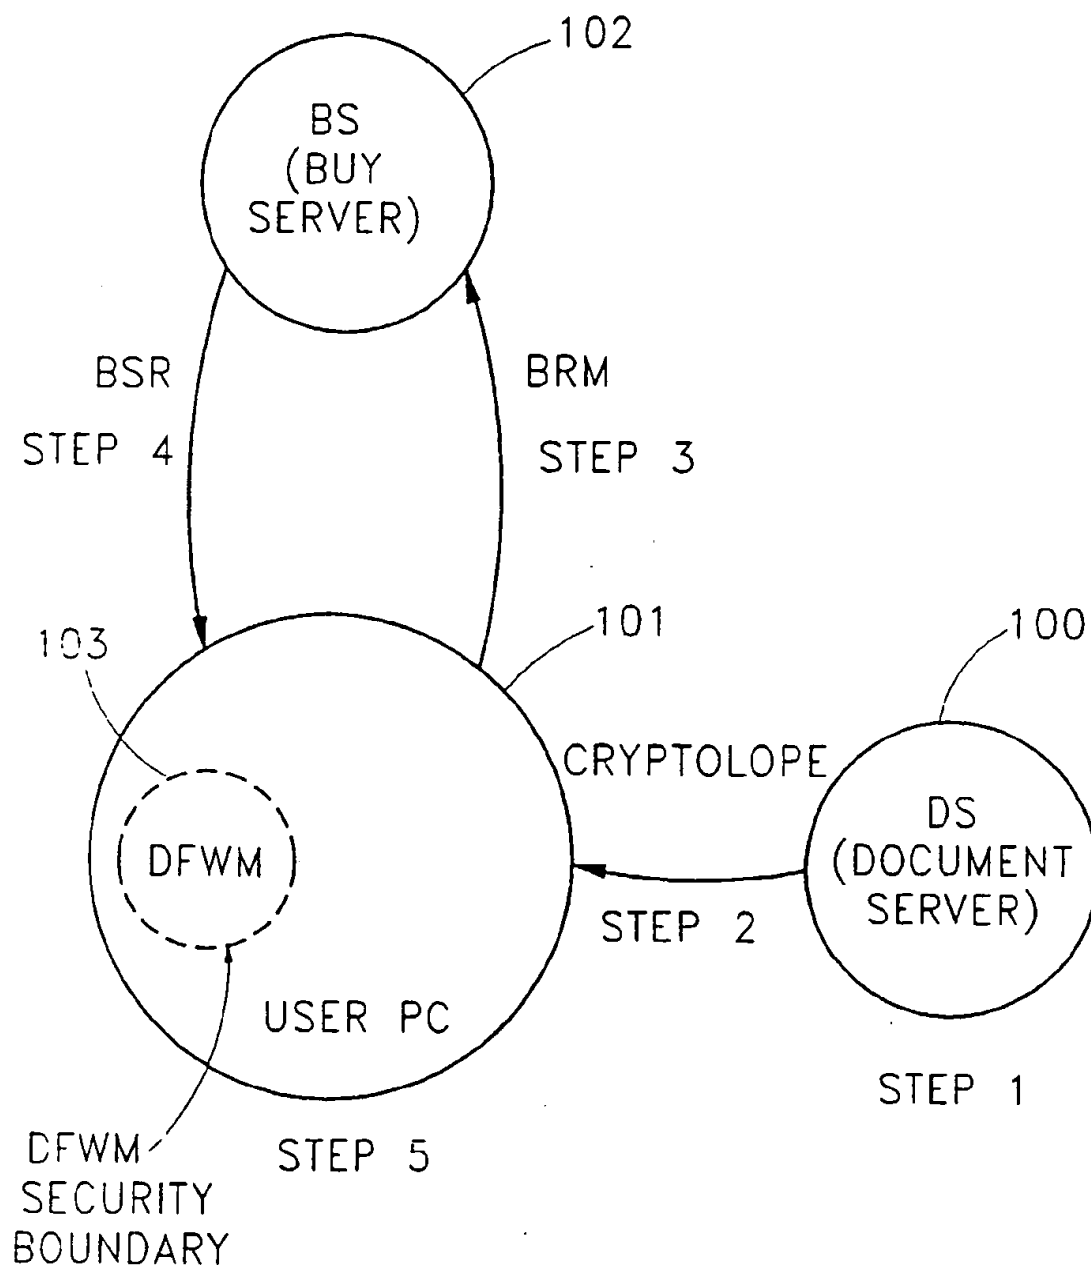 102
BS
(BUY
SERVER)
BSR
BRM
STEP 4
STEP 3
103
101
100
CRYPTOLOPE
DS
(DOCUMENT
SERVER)
DFWM
STEP 2
USER PC
STEP 1
DFWM
SECURITY
BOUNDARY
STEP 5